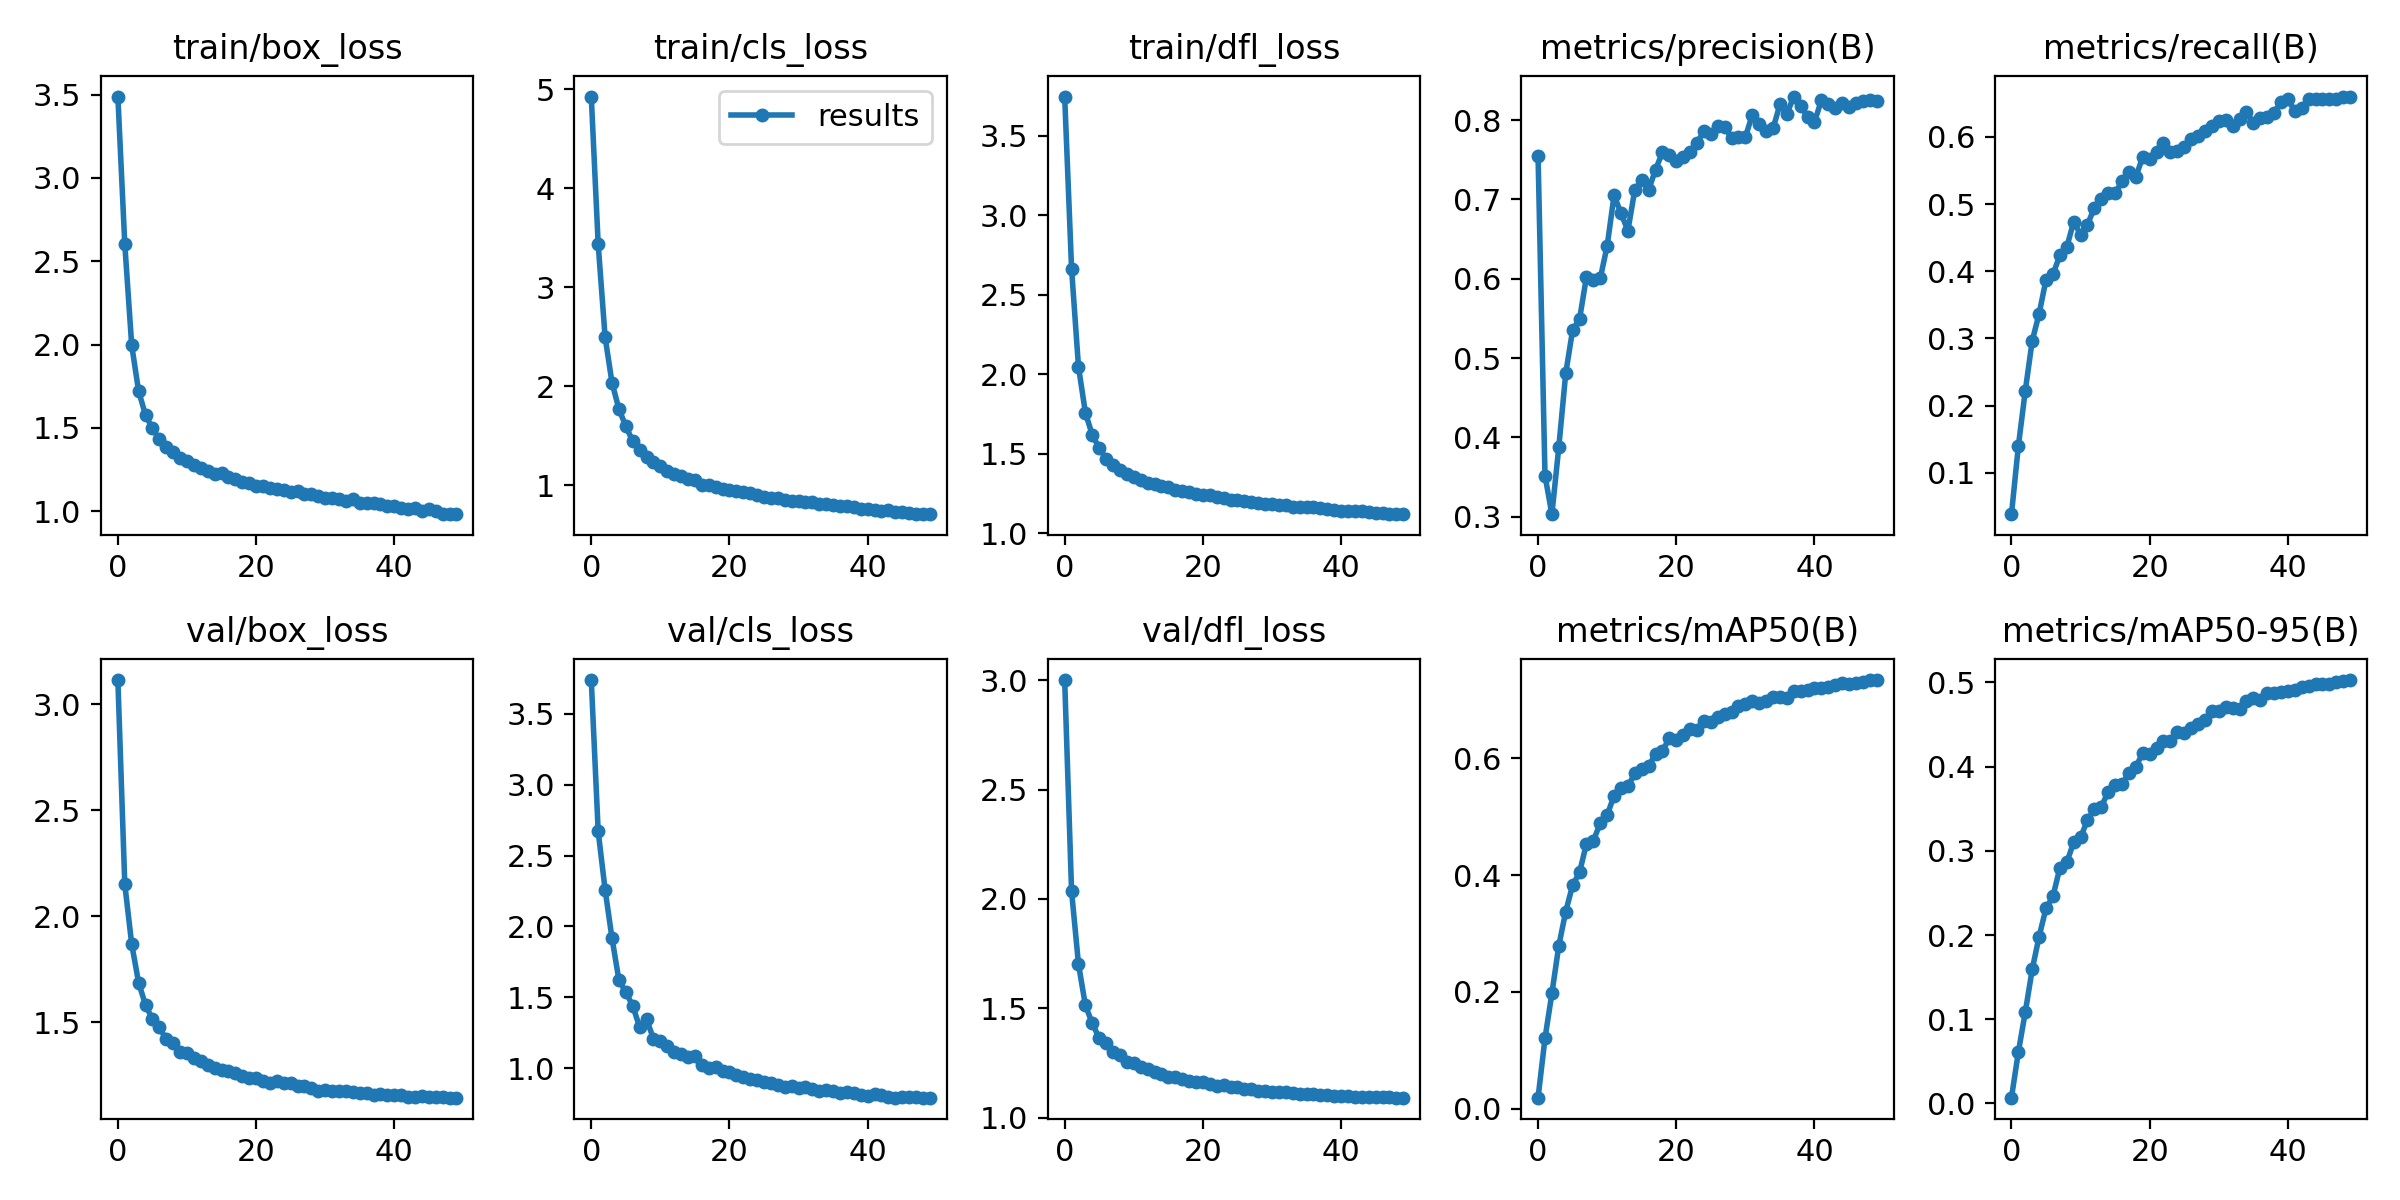 train/box_loss
3.5
3.0
2.5
2.0
1.5
1.0
0 20 40
train/cls_loss
results
5
4
3
2
1
0 20 40
train/dfl_loss
3.5
3.0
2.5
2.0
1.5
1.0
0 20 40
metrics/precision(B)
0.8
0.7
0.6
0.5
0.4
0.3
0 20 40
metrics/recall(B)
0.6
0.5
0.4
0.3
0.2
0.1
0 20 40
val/box_loss
3.0
2.5
2.0
1.5
0 20 40
val/cls_loss
3.5
3.0
2.5
2.0
1.5
1.0
0 20 40
val/dfl_loss
3.0
2.5
2.0
1.5
1.0
0 20 40
metrics/mAP50(B)
0.6
0.4
0.2
0.0
0 20 40
metrics/mAP50-95(B)
0.5
0.4
0.3
0.2
0.1
0.0
0 20 40